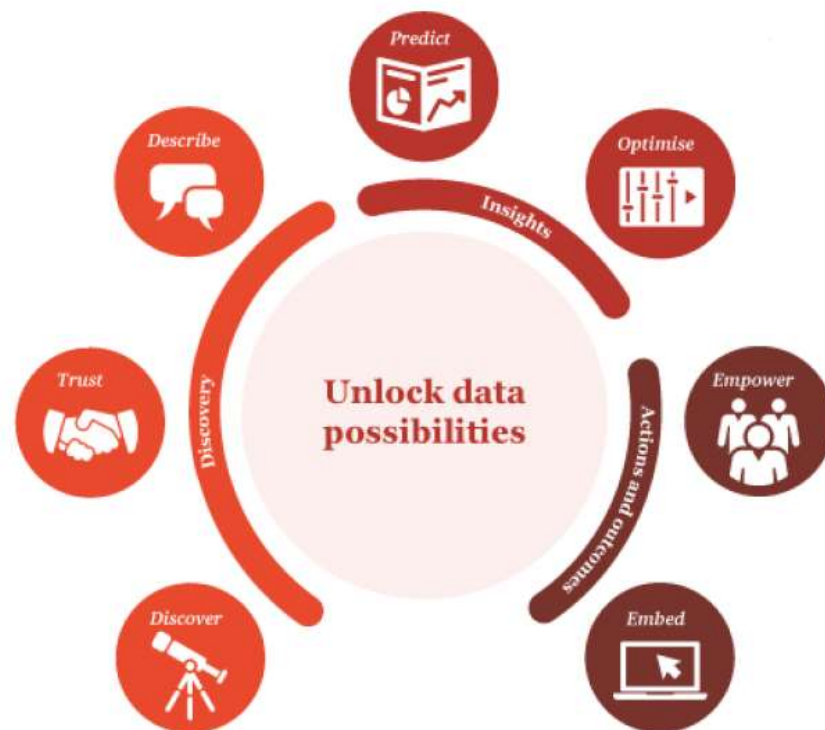 Predict
Describe
Optimise
Insights
Trust
Discovery
Unlock data
possibilities
Empower
Actions and outcomes
Discover
Embed